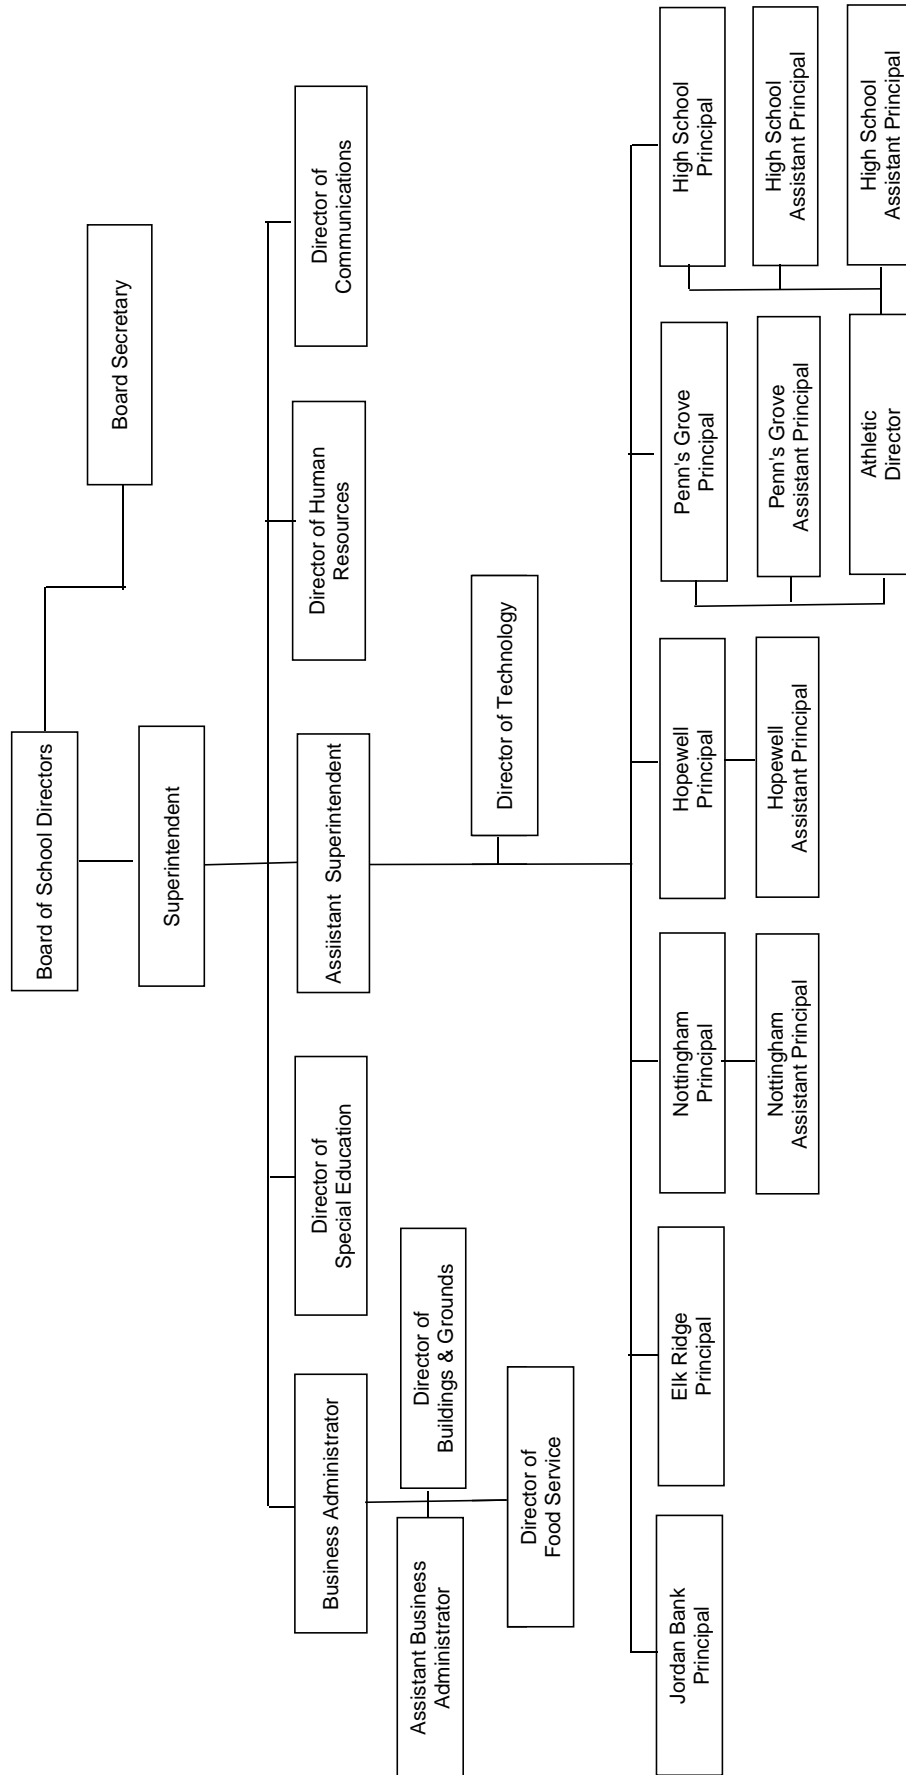 Board of School Directors
Board Secretary
Superintendent
Business Administrator
Director of
Special Education
Assiistant  Superintendent
Director of Human
Resources
Director of
Communications
Assistant Business
Administrator
Director of
Buildings & Grounds
Director of
Food Service
Director of Technology
Jordan Bank
Principal
Elk Ridge
Principal
Nottingham
Principal
Hopewell
Principal
Penn's Grove
Principal
High School
Principal
Nottingham
Assistant Principal
Hopewell
Assistant Principal
Penn's Grove
Assistant Principal
High School
Assistant Principal
Athletic
Director
High School
Assistant Principal